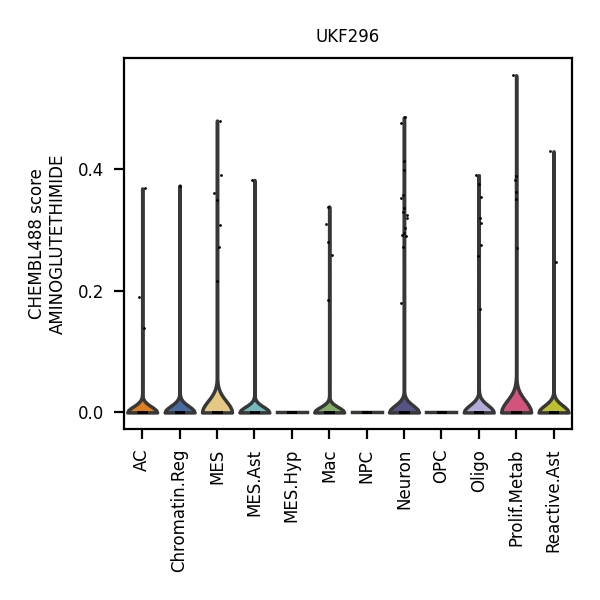 UKF296
CHEMBL488 score
AMINOGLUTETHIMIDE
0.4
0.2
0.0
AC
Chromatin.Reg
MES
MES.Ast
MES.Hyp
Mac
NPC
Neuron
OPC
Oligo
Prolif.Metab
Reactive.Ast